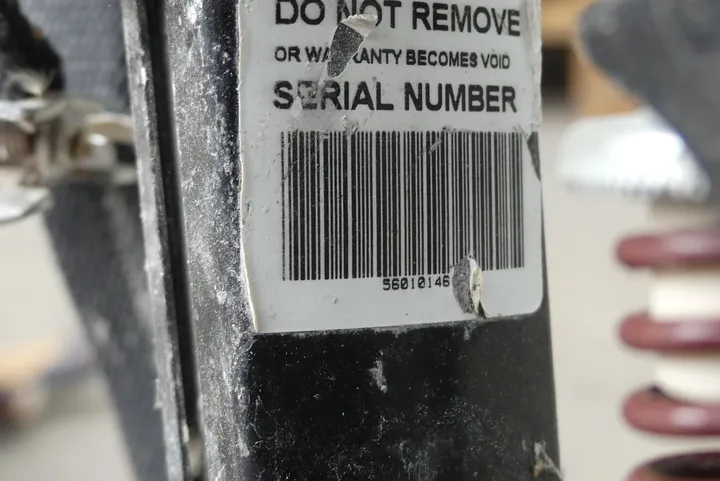 DO NOT REMOVE
OR WARRANTY BECOMES VOID
SERIAL NUMBER
56010146